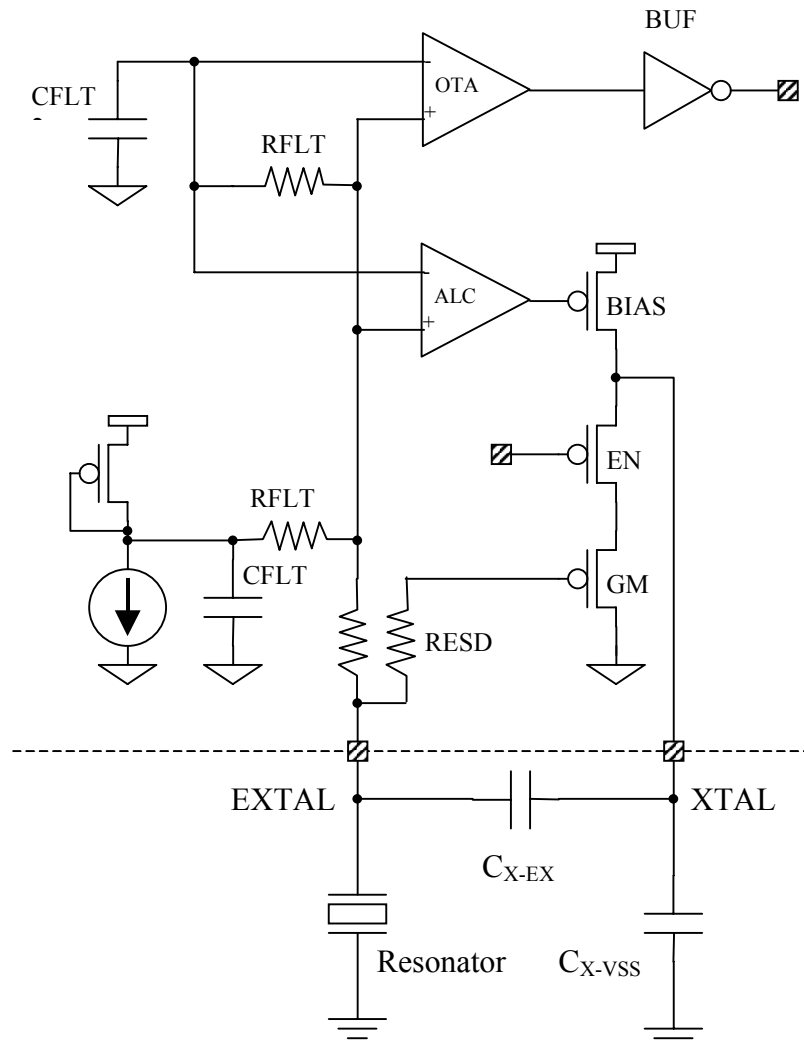 BUF
CFLT
OTA
-
+
RFLT
ALC
-
+
BIAS
EN
RFLT
CFLT
GM
RESD
EXTAL
XTAL
CX-EX
Resonator
CX-VSS